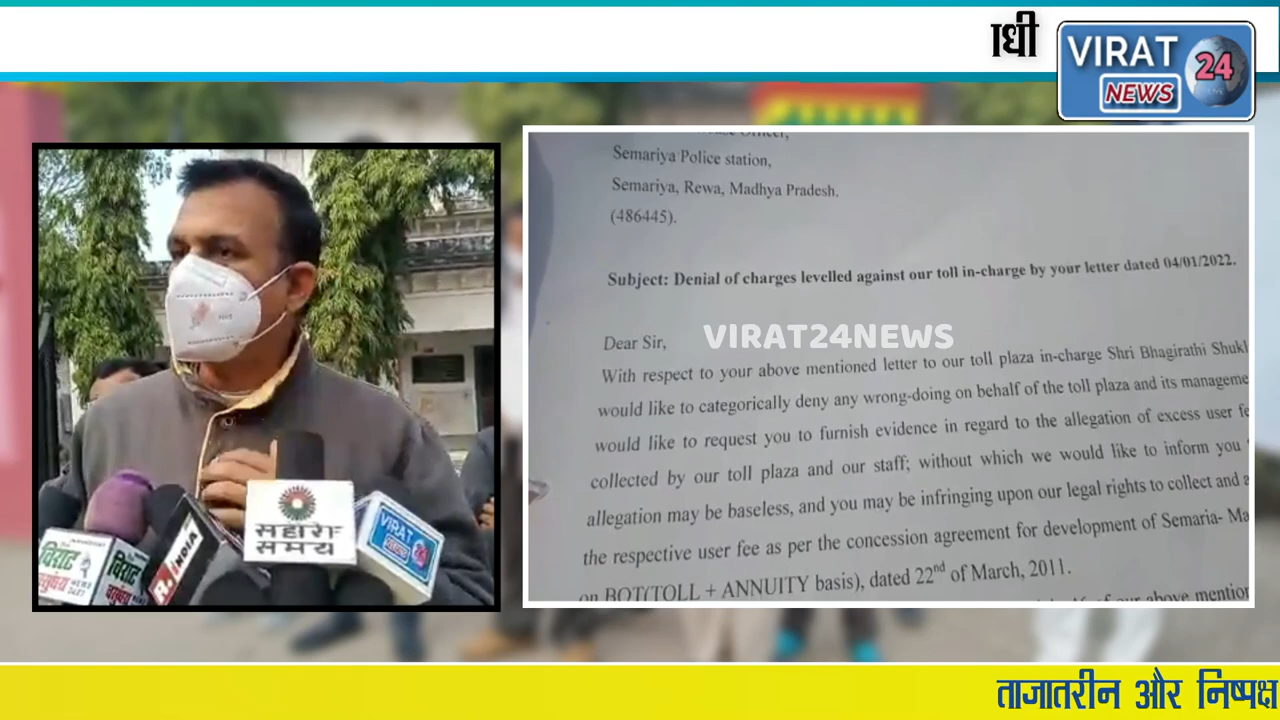 ाधी
VIRAT
24
NEWS
Semariya Police station,
Semariya, Rewa, Madhya Pradesh.
(486445).
Subject: Denial of charges levelled against our toll in-charge by your letter dated 04/01/2022.
Dear Sir,
VIRAT24NEWS
With respect to your above mentioned letter to our toll plaza in-charge Shri Bhagirathi Shukl
would like to categorically deny any wrong-doing on behalf of the toll plaza and its manageme
would like to request you to furnish evidence in regard to the allegation of excess user fe
collected by our toll plaza and our staff; without which we would like to inform you
allegation may be baseless, and you may be infringing upon our legal rights to collect and a
the respective user fee as per the concession agreement for development of Semaria- Ma
on BOT(TOLL + ANNUITY basis), dated 22nd of March, 2011.
of our above mention
विराट
विराट
R.INDIA
सहारा
समय
VIRAT
24
ताजातरीन और निष्पक्ष